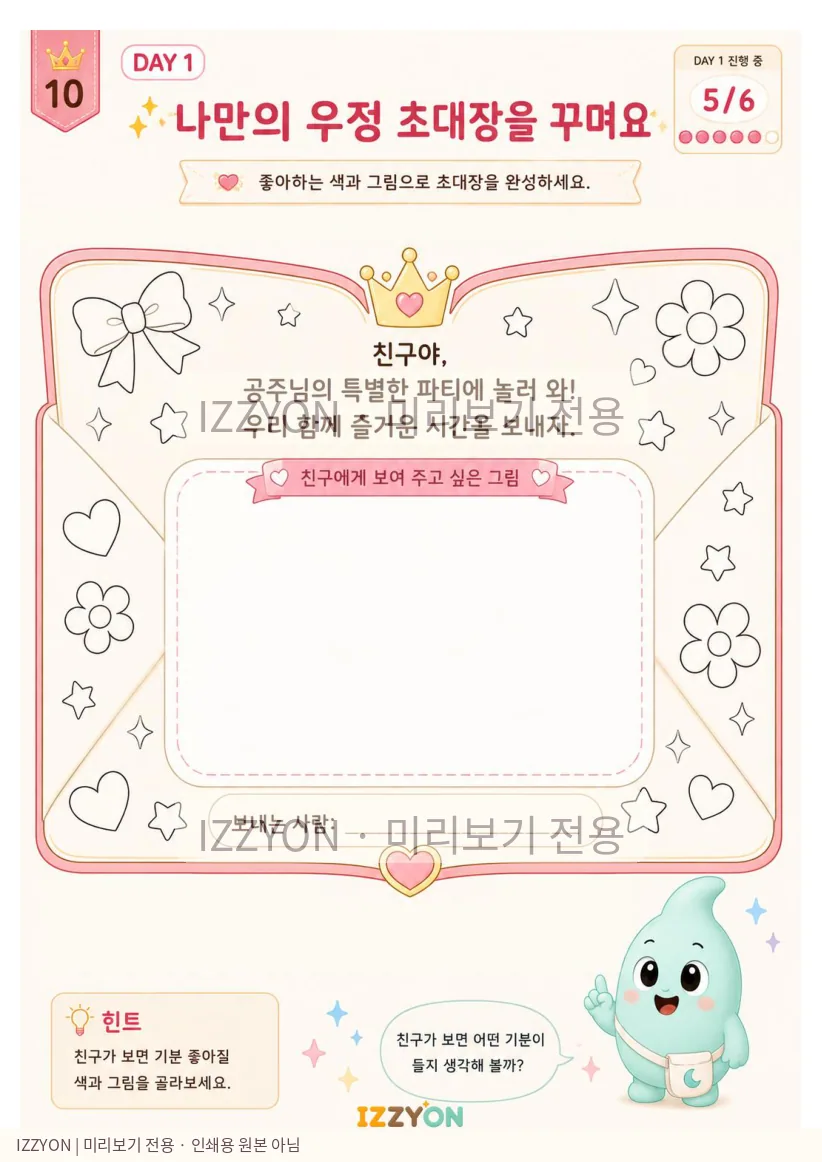 10
DAY 1
나만의 우정 초대장을 꾸며요
DAY 1 진행 중
5/6
좋아하는 색과 그림으로 초대장을 완성하세요.
친구야,
공주님의 특별한 파티에 놀러 와!
IZZYON · 미리보기 전용
우리 함께 즐거운 시간을 보내자.
친구에게 보여 주고 싶은 그림
보내는 사람:
IZZYON · 미리보기 전용
힌트
친구가 보면 기분 좋아질
색과 그림을 골라보세요.
친구가 보면 어떤 기분이
들지 생각해 볼까?
IZZYON
IZZYON | 미리보기 전용 · 인쇄용 원본 아님